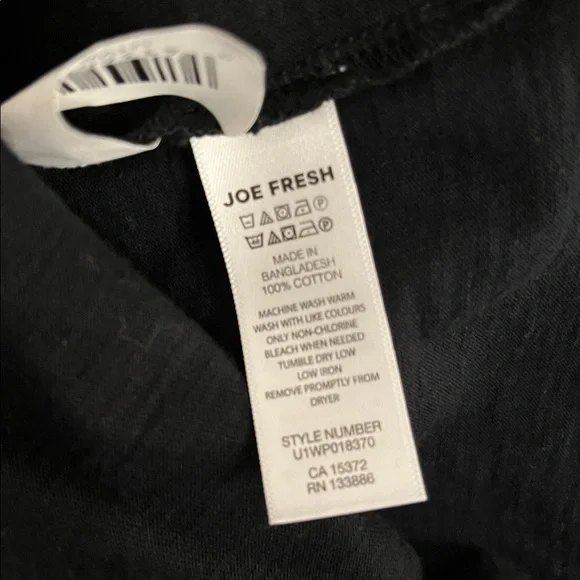 JOE FRESH
MADE IN
BANGLADESH
100% COTTON
MACHINE WASH WARM
WASH WITH LIKE COLOURS
ONLY NON-CHLORINE
BLEACH WHEN NEEDED
TUMBLE DRY LOW
LOW IRON
REMOVE PROMPTLY FROM
DRYER
STYLE NUMBER
U1WP018370
CA 15372
RN 133886